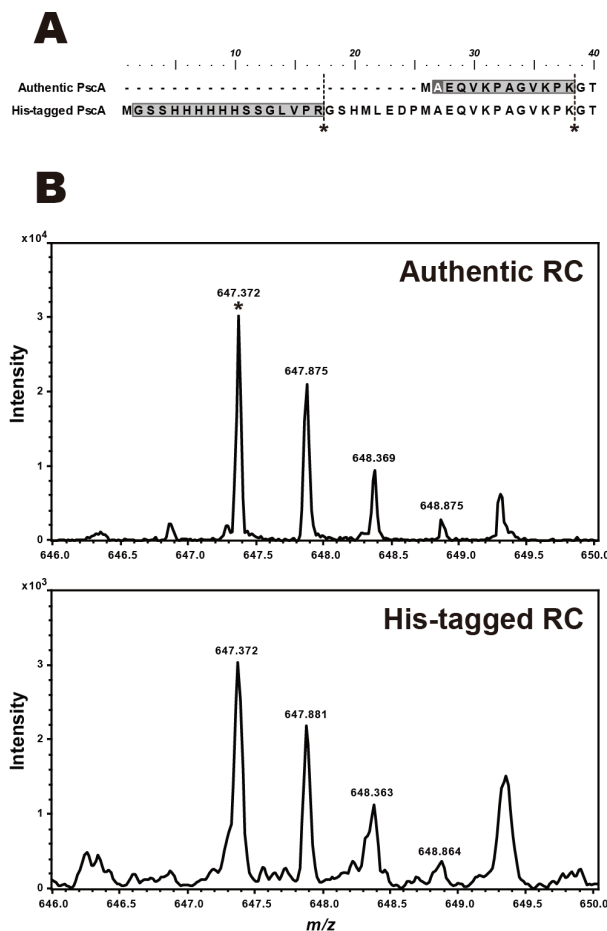 A
10 20 30 40
Authentic PscA - - - - - - - - - - - - - - - - - - - - - - - - - M A E Q V K P A G V K P K G T
His-tagged PscA M G S S H H H H H H S S G L V P R G S H M L E D P M A E Q V K P A G V K P K G T
* *
B
x10⁴
Authentic RC
647.372
*
647.875
648.369
648.875
Intensity
3
2
1
0
646.0 646.5 647.0 647.5 648.0 648.5 649.0 649.5 650.0
x10³
His-tagged RC
647.372
647.881
648.363
648.864
Intensity
3
2
1
0
646.0 646.5 647.0 647.5 648.0 648.5 649.0 649.5 650.0
m/z